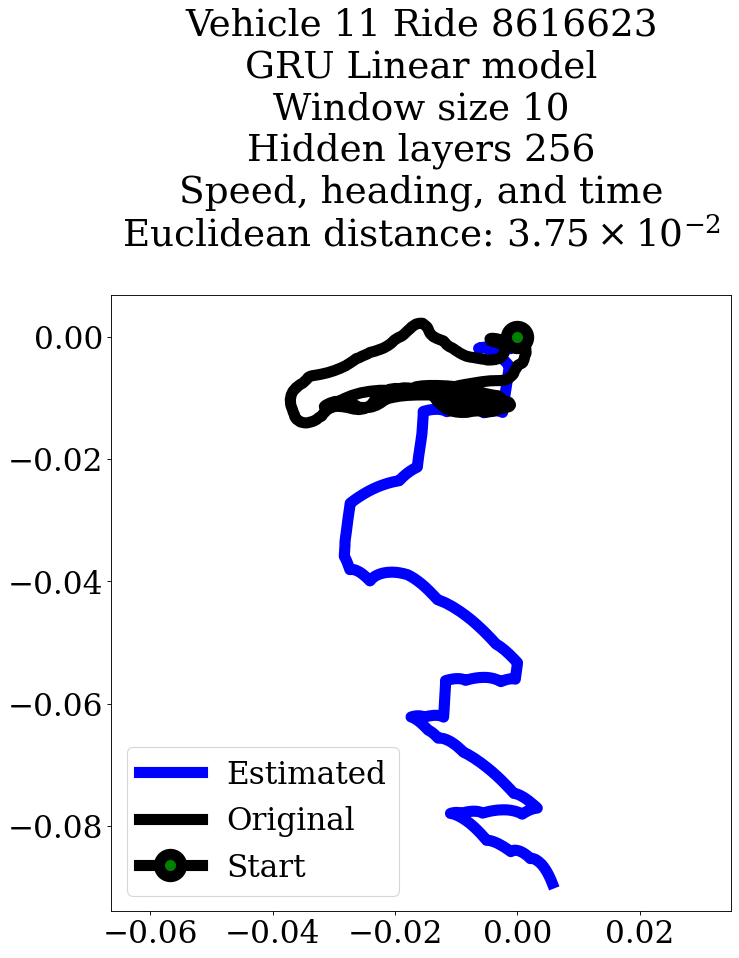 Vehicle 11 Ride 8616623
GRU Linear model
Window size 10
Hidden layers 256
Speed, heading, and time
Euclidean distance: 3.75 × 10⁻²
0.00
−0.02
−0.04
−0.06
−0.08
Estimated
Original
Start
−0.06 −0.04 −0.02 0.00 0.02